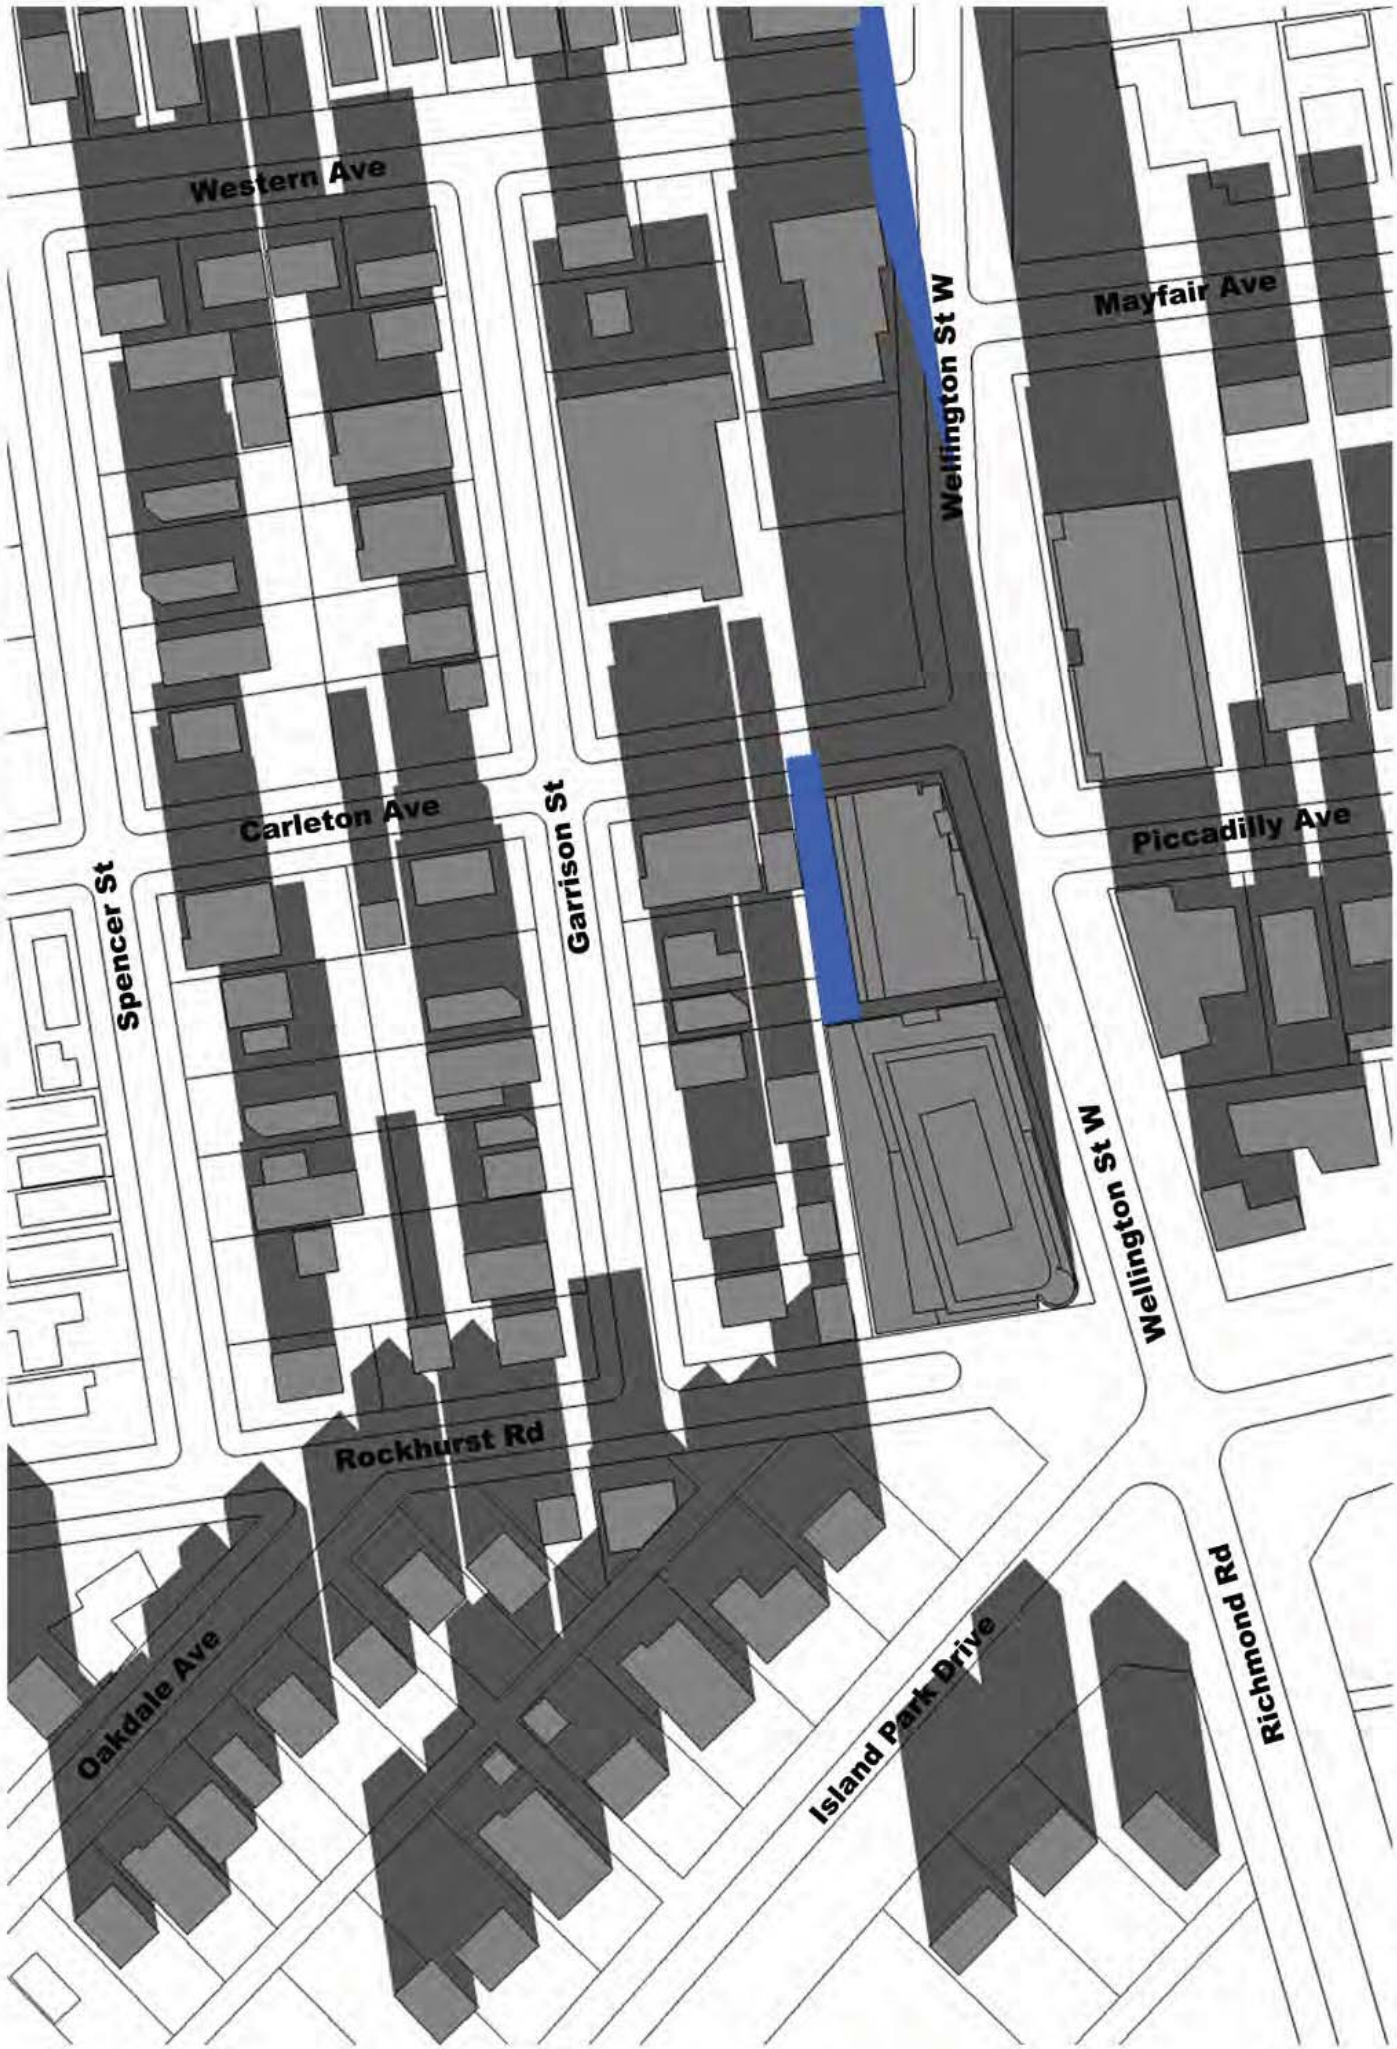 Western Ave
Mayfair Ave
Wellington St W
Carleton Ave
Garrison St
Piccadilly Ave
Spencer St
Wellington St W
Rockhurst Rd
Oakdale Ave
Island Park Drive
Richmond Rd